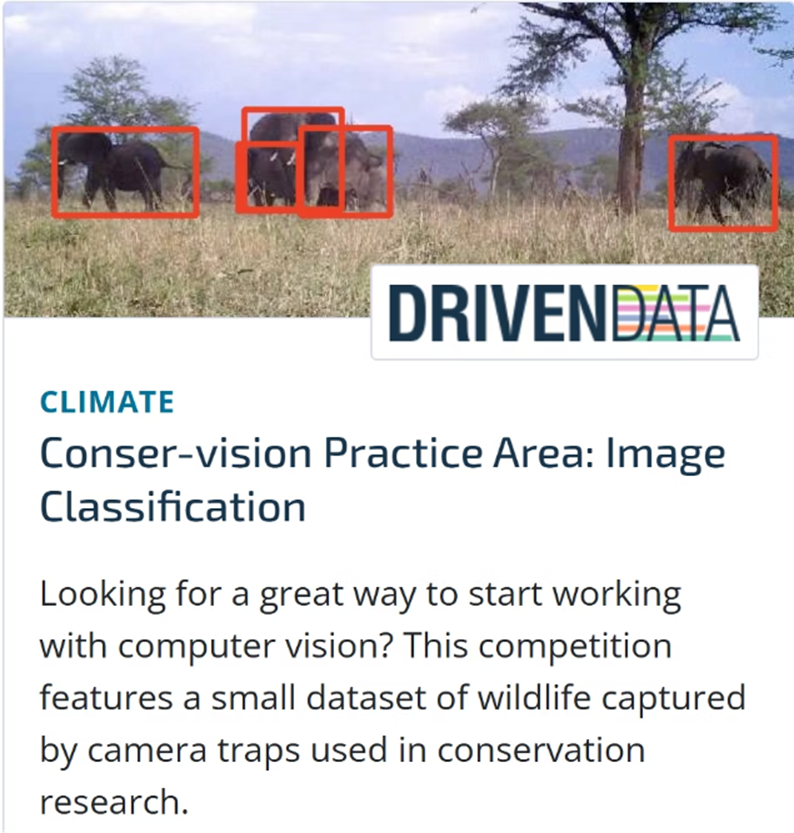 DRIVENDATA
CLIMATE
Conser-vision Practice Area: Image
Classification
Looking for a great way to start working
with computer vision? This competition
features a small dataset of wildlife captured
by camera traps used in conservation
research.